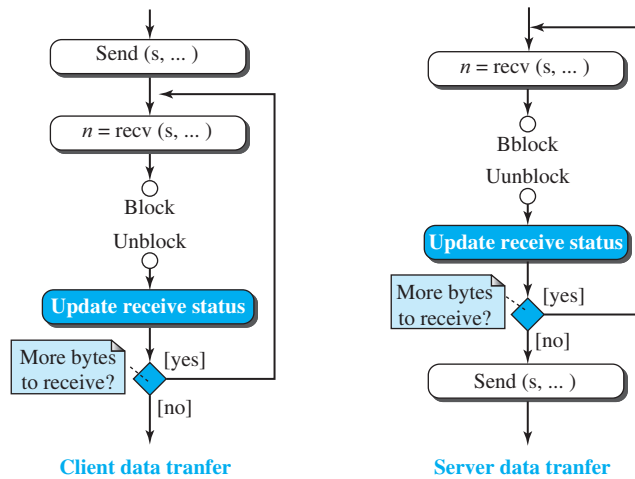 Send (s, ... )
n = recv (s, ... )
Block
Unblock
Update receive status
More bytes
to receive?
[yes]
[no]
Client data tranfer
n = recv (s, ... )
Bblock
Uunblock
Update receive status
More bytes
to receive?
[yes]
[no]
Send (s, ... )
Server data tranfer